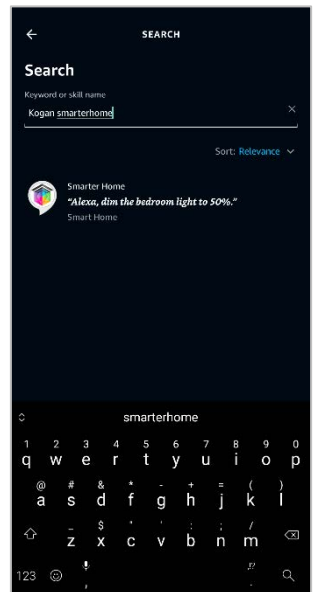 SEARCH
Search
Keyword or skill name
Kogan smarterhome
Sort: Relevance
Smarter Home
“Alexa, dim the bedroom light to 50%.”
Smart Home
smarterhome
1 2 3 4 5 6 7 8 9 0
q w e r t y u i o p
@ # & * - + = ( )
a s d f g h j k l
_ $ " ' : ; /
z x c v b n m
123 , .